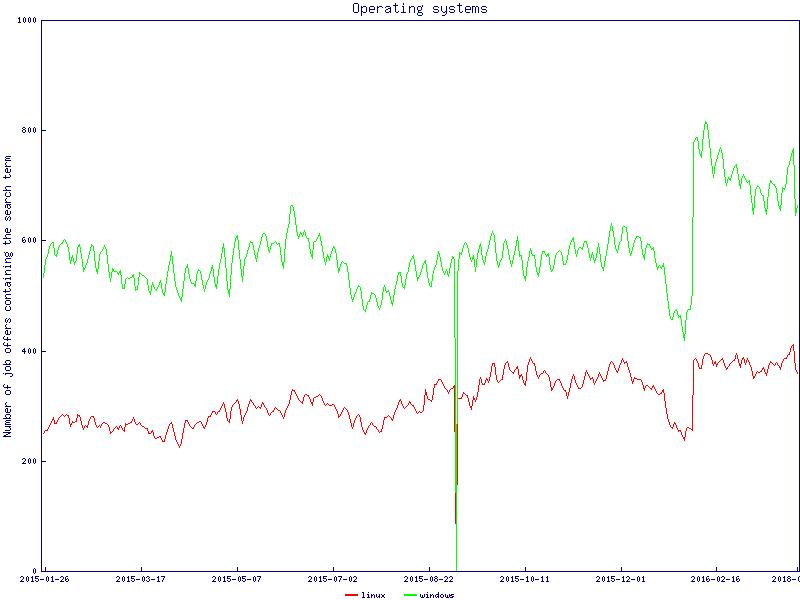 Operating systems
1000
800
600
400
200
0
Number of job offers containing the search term
2015-01-26 2015-03-17 2015-05-07 2015-07-02 2015-08-22 2015-10-11 2015-12-01 2016-02-16 2018-0
linux windows